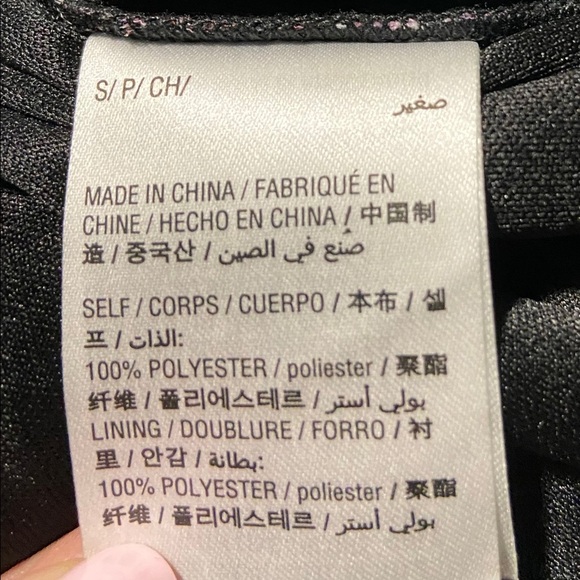 S/ P/ CH/
صغير
MADE IN CHINA / FABRIQUÉ EN
CHINE / HECHO EN CHINA / 中国制
造 / 중국산 / صنع في الصين
SELF / CORPS / CUERPO / 本布 / 셀
프 / الذات:
100% POLYESTER / poliester / 聚酯
纤维 / 폴리에스테르 / بولي أستر
LINING / DOUBLURE / FORRO / 衬
里 / 안감 / بطانة:
100% POLYESTER / poliester / 聚酯
纤维 / 폴리에스테르 / بولي أستر